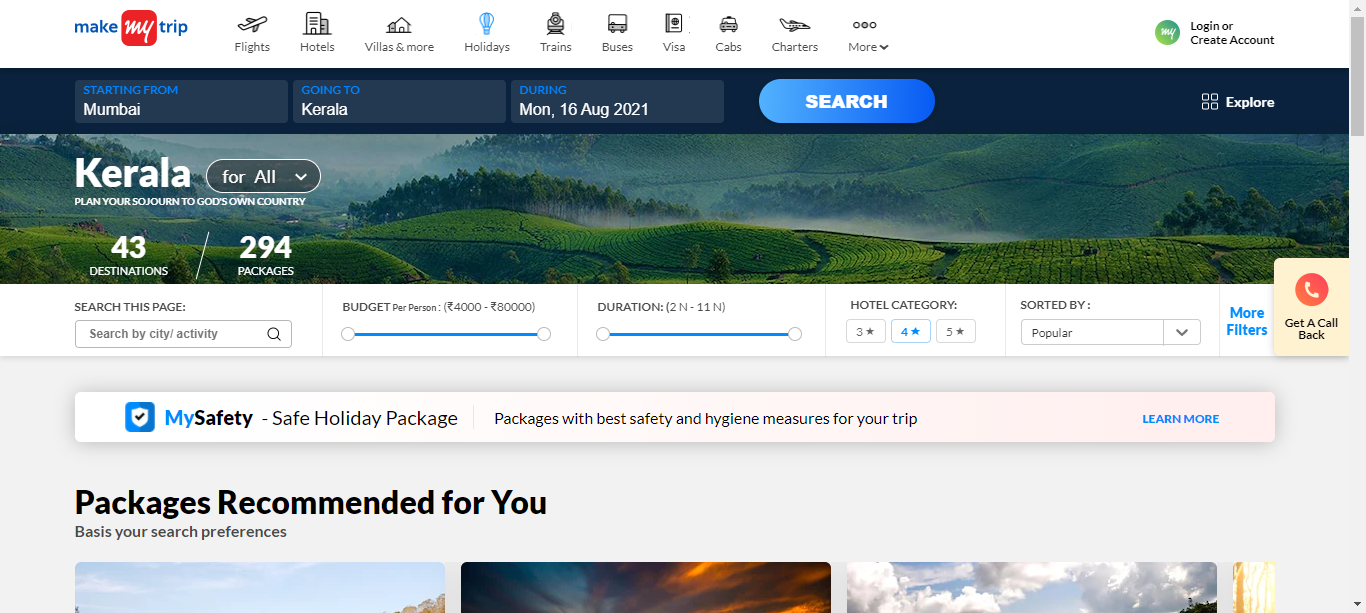 make my trip
Flights
Hotels
Villas & more
Holidays
Trains
Buses
Visa
Cabs
Charters
More
my
Login or
Create Account
STARTING FROM
Mumbai
GOING TO
Kerala
DURING
Mon, 16 Aug 2021
SEARCH
Explore
Kerala
for All
PLAN YOUR SOJOURN TO GOD'S OWN COUNTRY
43
DESTINATIONS
294
PACKAGES
SEARCH THIS PAGE:
Search by city/ activity
BUDGET Per Person : (₹4000 - ₹80000)
DURATION: (2 N - 11 N)
HOTEL CATEGORY:
3 ★
4 ★
5 ★
SORTED BY :
Popular
More
Filters
Get A Call
Back
MySafety - Safe Holiday Package
Packages with best safety and hygiene measures for your trip
LEARN MORE
Packages Recommended for You
Basis your search preferences